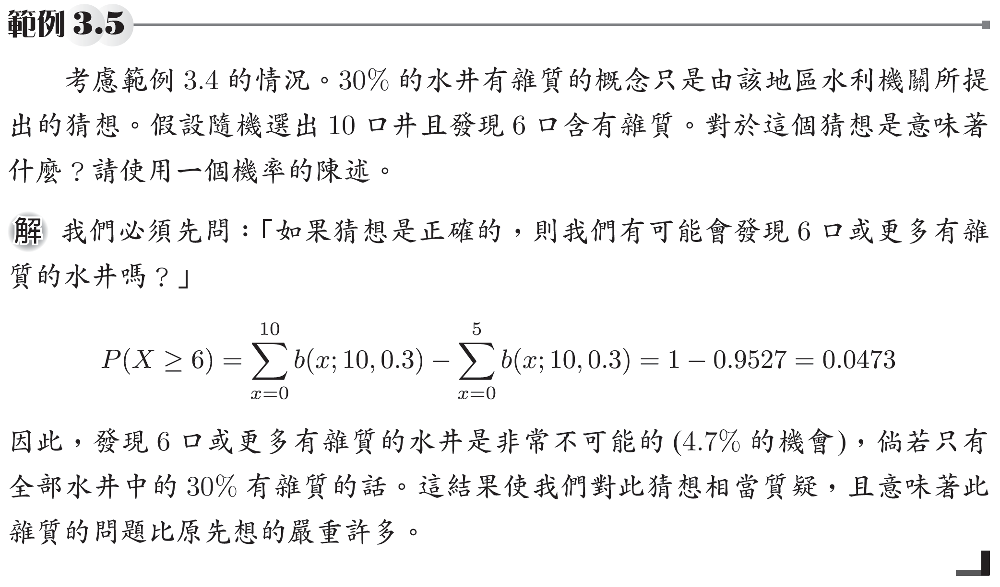 範例 3.5
考慮範例 3.4 的情況。30% 的水井有雜質的概念只是由該地區水利機關所提
出的猜想。假設隨機選出 10 口井且發現 6 口含有雜質。對於這個猜想是意味著
什麼？請使用一個機率的陳述。
解 我們必須先問：「如果猜想是正確的，則我們有可能會發現 6 口或更多有雜
質的水井嗎？」
P(X ≥ 6) = ∑_{x=0}^{10} b(x; 10, 0.3) − ∑_{x=0}^{5} b(x; 10, 0.3) = 1 − 0.9527 = 0.0473
因此，發現 6 口或更多有雜質的水井是非常不可能的 (4.7% 的機會)，倘若只有
全部水井中的 30% 有雜質的話。這結果使我們對此猜想相當質疑，且意味著此
雜質的問題比原先想的嚴重許多。